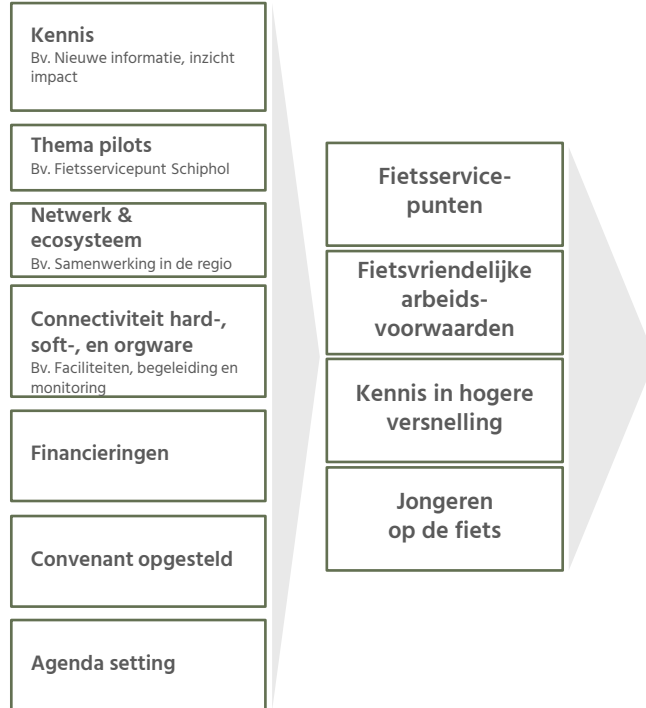 Kennis
Bv. Nieuwe informatie, inzicht
impact
Thema pilots
Bv. Fietsservicepunt Schiphol
Netwerk &
ecosysteem
Bv. Samenwerking in de regio
Connectiviteit hard-,
soft-, en orgware
Bv. Faciliteiten, begeleiding en
monitoring
Financieringen
Convenant opgesteld
Agenda setting
Fietsservice-
punten
Fietsvriendelijke
arbeids-
voorwaarden
Kennis in hogere
versnelling
Jongeren
op de fiets